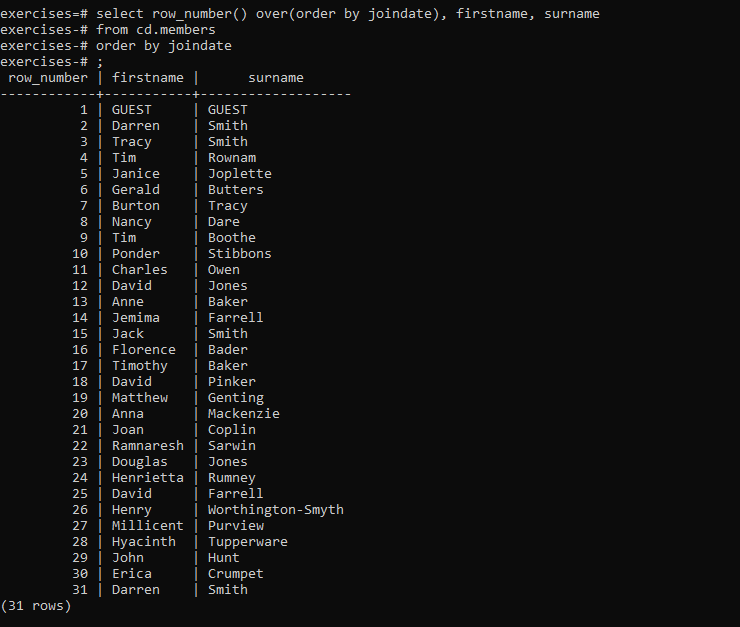 exercises=# select row_number() over(order by joindate), firstname, surname
exercises-# from cd.members
exercises-# order by joindate
exercises-# ;
 row_number | firstname |      surname
------------+-----------+-------------------
          1 | GUEST     | GUEST
          2 | Darren    | Smith
          3 | Tracy     | Smith
          4 | Tim       | Rownam
          5 | Janice    | Joplette
          6 | Gerald    | Butters
          7 | Burton    | Tracy
          8 | Nancy     | Dare
          9 | Tim       | Boothe
         10 | Ponder    | Stibbons
         11 | Charles   | Owen
         12 | David     | Jones
         13 | Anne      | Baker
         14 | Jemima    | Farrell
         15 | Jack      | Smith
         16 | Florence  | Bader
         17 | Timothy   | Baker
         18 | David     | Pinker
         19 | Matthew   | Genting
         20 | Anna      | Mackenzie
         21 | Joan      | Coplin
         22 | Ramnaresh | Sarwin
         23 | Douglas   | Jones
         24 | Henrietta | Rumney
         25 | David     | Farrell
         26 | Henry     | Worthington-Smyth
         27 | Millicent | Purview
         28 | Hyacinth  | Tupperware
         29 | John      | Hunt
         30 | Erica     | Crumpet
         31 | Darren    | Smith
(31 rows)